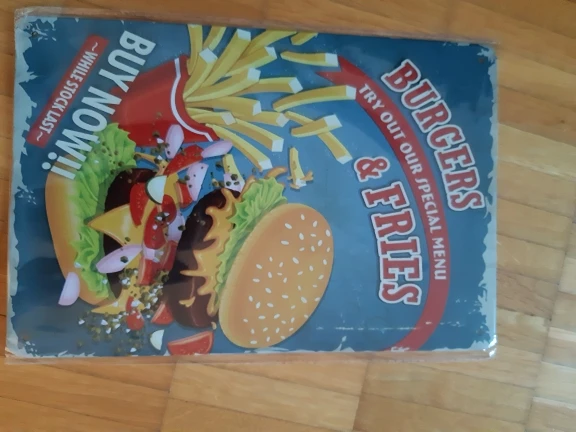 BURGERS
TRY OUT OUR SPECIAL MENU
& FRIES
BUY NOW!!
~WHILE STOCK LAST~